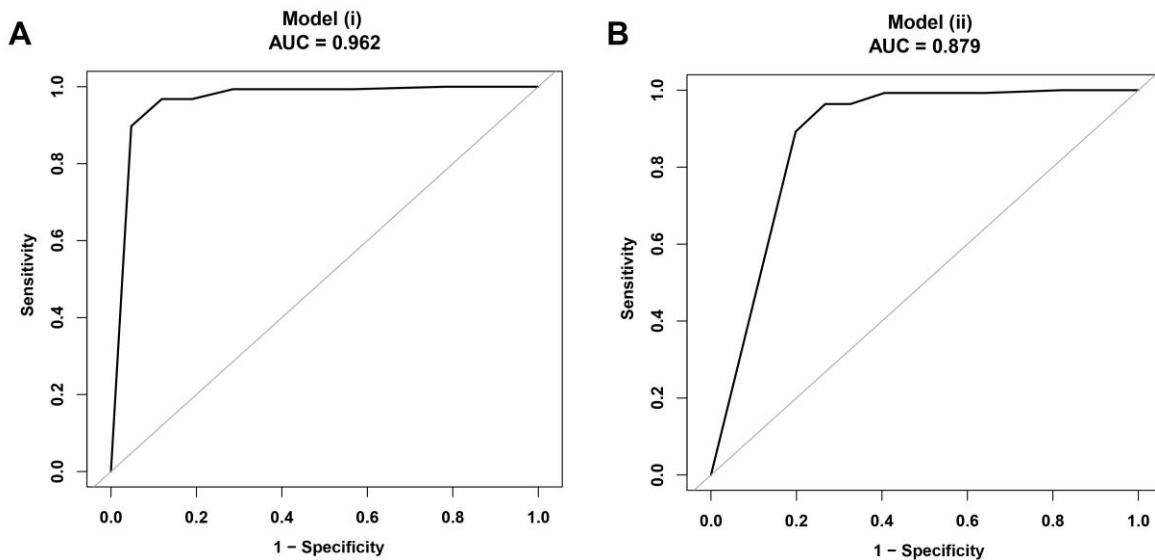 A
Model (i)
AUC = 0.962
Sensitivity
1.0
0.8
0.6
0.4
0.2
0.0
0.0 0.2 0.4 0.6 0.8 1.0
1 − Specificity
B
Model (ii)
AUC = 0.879
Sensitivity
1.0
0.8
0.6
0.4
0.2
0.0
0.0 0.2 0.4 0.6 0.8 1.0
1 − Specificity